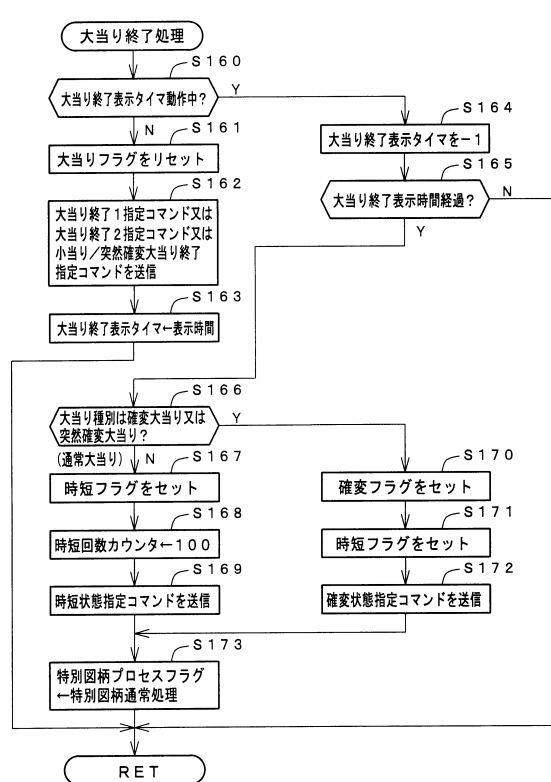 大当り終了処理
S160
大当り終了表示タイマ動作中?
Y
N
S161
大当りフラグをリセット
S162
大当り終了1指定コマンド又は
大当り終了2指定コマンド又は
小当り/突然確変大当り終了
指定コマンドを送信
S163
大当り終了表示タイマ←表示時間
S164
大当り終了表示タイマを-1
S165
大当り終了表示時間経過?
N
Y
S166
大当り種別は確変大当り又は
突然確変大当り?
Y
(通常大当り) N
S167
時短フラグをセット
S168
時短回数カウンタ←100
S169
時短状態指定コマンドを送信
S170
確変フラグをセット
S171
時短フラグをセット
S172
確変状態指定コマンドを送信
S173
特別図柄プロセスフラグ
←特別図柄通常処理
RET